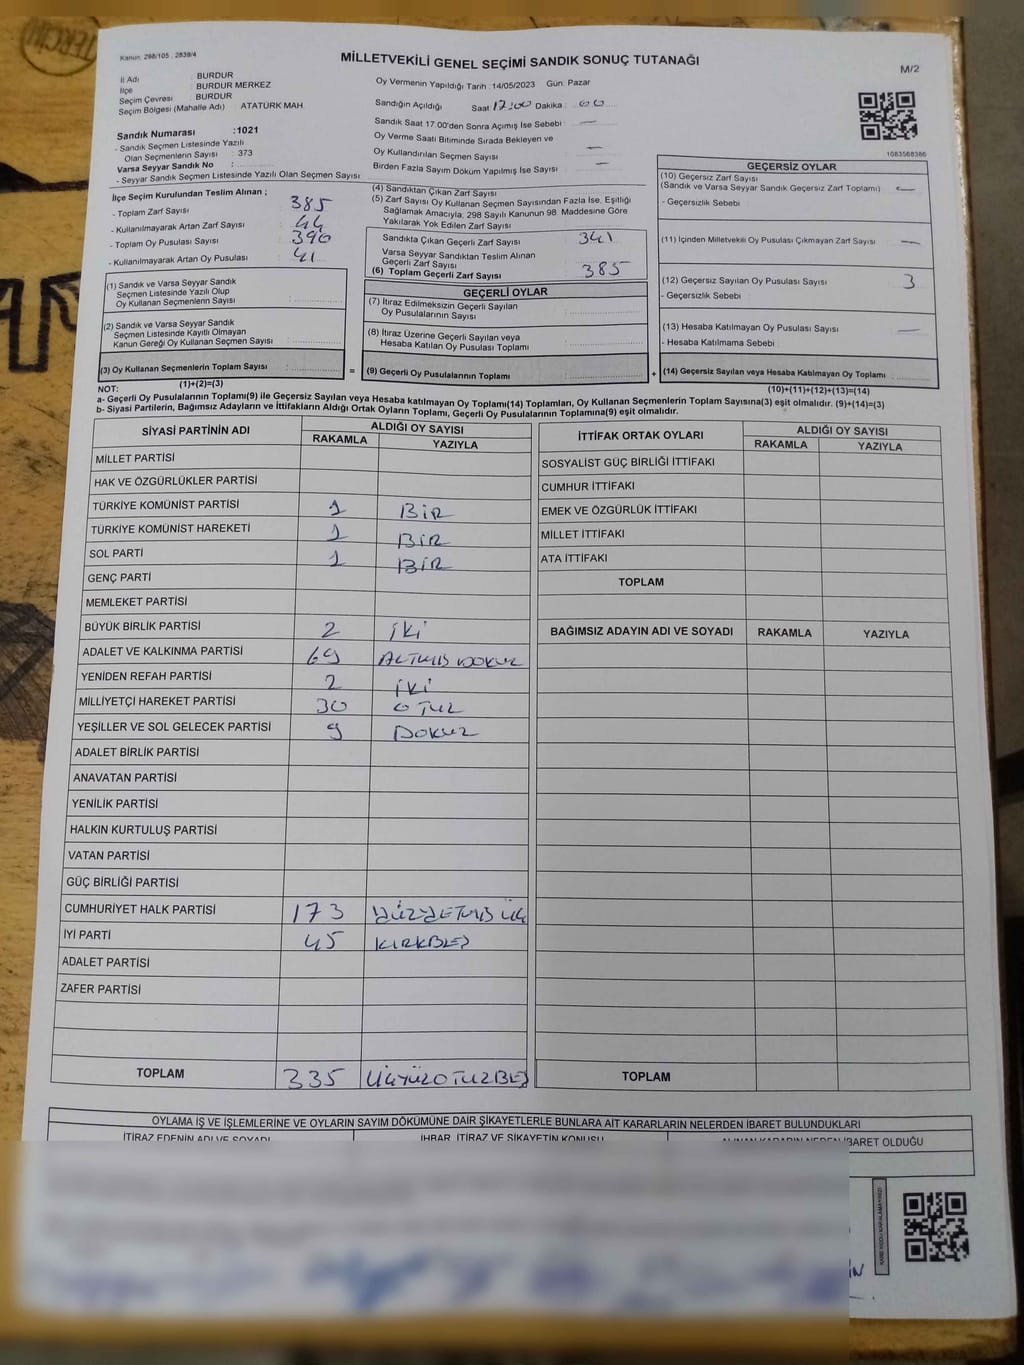 Kanun: 298/105 , 2839/4
MİLLETVEKİLİ GENEL SEÇİMİ SANDIK SONUÇ TUTANAĞI
M/2
İl Adı : BURDUR
İlçe : BURDUR MERKEZ
Seçim Çevresi : BURDUR
Seçim Bölgesi (Mahalle Adı) : ATATÜRK MAH.
Oy Vermenin Yapıldığı Tarih : 14/05/2023 Gün: Pazar
Sandığın Açıldığı Saat 17:00 Dakika : 00
Sandık Saat 17.00'den Sonra Açımış İse Sebebi : —
Oy Verme Saati Bitiminde Sırada Bekleyen ve
Oy Kullandırılan Seçmen Sayısı —
Birden Fazla Sayım Döküm Yapılmış İse Sayısı : —
1083568386
Sandık Numarası :1021
- Sandık Seçmen Listesinde Yazılı
Olan Seçmenlerin Sayısı : 373
Varsa Seyyar Sandık No :
- Seyyar Sandık Seçmen Listesinde Yazılı Olan Seçmen Sayısı :
İlçe Seçim Kurulundan Teslim Alınan ;
- Toplam Zarf Sayısı : 385
- Kullanılmayarak Artan Zarf Sayısı : 44
- Toplam Oy Pusulası Sayısı : 390
- Kullanılmayarak Artan Oy Pusulası : 41
(4) Sandıktan Çıkan Zarf Sayısı
(5) Zarf Sayısı Oy Kullanan Seçmen Sayısından Fazla İse, Eşitliği
Sağlamak Amacıyla, 298 Sayılı Kanunun 98. Maddesine Göre
Yakılarak Yok Edilen Zarf Sayısı
Sandıkta Çıkan Geçerli Zarf Sayısı 341
Varsa Seyyar Sandıktan Teslim Alınan
Geçerli Zarf Sayısı
(6) Toplam Geçerli Zarf Sayısı 385
GEÇERSİZ OYLAR
(10) Geçersiz Zarf Sayısı
(Sandık ve Varsa Seyyar Sandık Geçersiz Zarf Toplamı) : —
- Geçersizlik Sebebi :
(11) İçinden Milletvekili Oy Pusulası Çıkmayan Zarf Sayısı : —
(12) Geçersiz Sayılan Oy Pusulası Sayısı : 3
- Geçersizlik Sebebi :
(13) Hesaba Katılmayan Oy Pusulası Sayısı : —
- Hesaba Katılmama Sebebi :
(14) Geçersiz Sayılan veya Hesaba Katılmayan Oy Toplamı :
(1) Sandık ve Varsa Seyyar Sandık
Seçmen Listesinde Yazılı Olup
Oy Kullanan Seçmenlerin Sayısı :
(2) Sandık ve Varsa Seyyar Sandık
Seçmen Listesinde Kayıtlı Olmayan
Kanun Gereği Oy Kullanan Seçmen Sayısı :
(3) Oy Kullanan Seçmenlerin Toplam Sayısı :
=
GEÇERLİ OYLAR
(7) İtiraz Edilmeksizin Geçerli Sayılan
Oy Pusulalarının Sayısı :
(8) İtiraz Üzerine Geçerli Sayılan veya
Hesaba Katılan Oy Pusulası Toplamı :
(9) Geçerli Oy Pusulalarının Toplamı :
+
NOT: (1)+(2)=(3)
(10)+(11)+(12)+(13)=(14)
a- Geçerli Oy Pusulalarının Toplamı(9) ile Geçersiz Sayılan veya Hesaba katılmayan Oy Toplamı(14) Toplamları, Oy Kullanan Seçmenlerin Toplam Sayısına(3) eşit olmalıdır. (9)+(14)=(3)
b- Siyasi Partilerin, Bağımsız Adayların ve İttifakların Aldığı Ortak Oyların Toplamı, Geçerli Oy Pusulalarının Toplamına(9) eşit olmalıdır.
SİYASİ PARTİNİN ADI ALDIĞI OY SAYISI
RAKAMLA YAZIYLA
MİLLET PARTİSİ
HAK VE ÖZGÜRLÜKLER PARTİSİ
TÜRKİYE KOMÜNİST PARTİSİ 1 BİR
TÜRKİYE KOMÜNİST HAREKETİ 1 BİR
SOL PARTİ 1 BİR
GENÇ PARTİ
MEMLEKET PARTİSİ
BÜYÜK BİRLİK PARTİSİ 2 İKİ
ADALET VE KALKINMA PARTİSİ 69 ALTMIŞ DOKUZ
YENİDEN REFAH PARTİSİ 2 İKİ
MİLLİYETÇİ HAREKET PARTİSİ 30 OTUZ
YEŞİLLER VE SOL GELECEK PARTİSİ 9 DOKUZ
ADALET BİRLİK PARTİSİ
ANAVATAN PARTİSİ
YENİLİK PARTİSİ
HALKIN KURTULUŞ PARTİSİ
VATAN PARTİSİ
GÜÇ BİRLİĞİ PARTİSİ
CUMHURİYET HALK PARTİSİ 173 YÜZYETMİŞ ÜÇ
İYİ PARTİ 45 KIRKBEŞ
ADALET PARTİSİ
ZAFER PARTİSİ
TOPLAM 335 ÜÇYÜZOTUZBEŞ
İTTİFAK ORTAK OYLARI ALDIĞI OY SAYISI
RAKAMLA YAZIYLA
SOSYALİST GÜÇ BİRLİĞİ İTTİFAKI
CUMHUR İTTİFAKI
EMEK VE ÖZGÜRLÜK İTTİFAKI
MİLLET İTTİFAKI
ATA İTTİFAKI
TOPLAM
BAĞIMSIZ ADAYIN ADI VE SOYADI RAKAMLA YAZIYLA
TOPLAM
OYLAMA İŞ VE İŞLEMLERİNE VE OYLARIN SAYIM DÖKÜMÜNE DAİR ŞİKAYETLERLE BUNLARA AİT KARARLARIN NELERDEN İBARET BULUNDUKLARI
İTİRAZ EDENİN ADI VE SOYADI İHBAR, İTİRAZ VE ŞİKAYETİN KONUSU ALINAN KARARIN NEDEN İBARET OLDUĞU